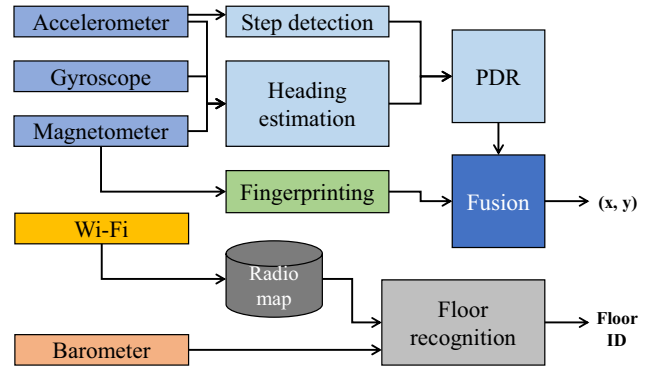 Accelerometer
Step detection
Gyroscope
Heading
estimation
PDR
Magnetometer
Fingerprinting
Fusion
(x, y)
Wi-Fi
Radio
map
Floor
recognition
Floor
ID
Barometer